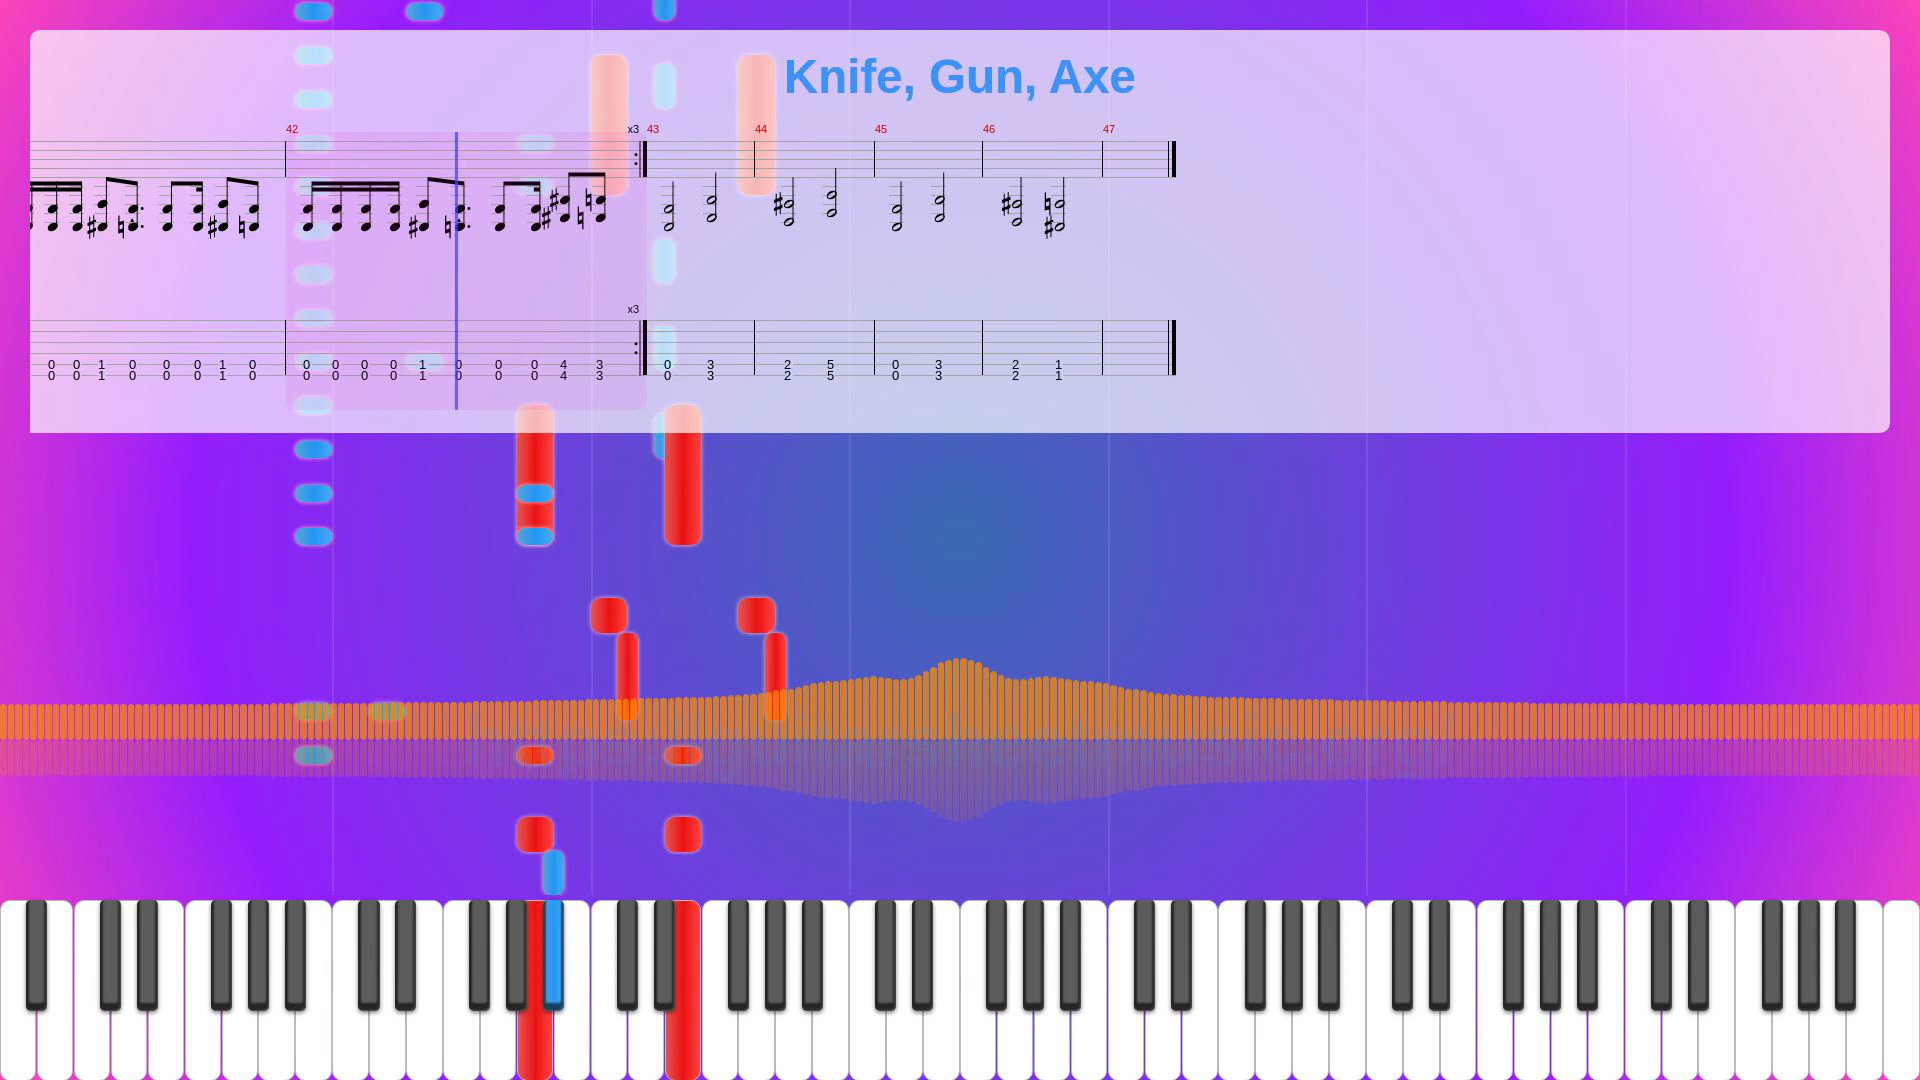 Knife, Gun, Axe
42 x3 43 44 45 46 47
x3
0 0 1 0 0 0 1 0 0 0 0 0 1 0 0 0 4 3 0 3 2 5 0 3 2 1
0 0 1 0 0 0 1 0 0 0 0 0 1 0 0 0 4 3 0 3 2 5 0 3 2 1